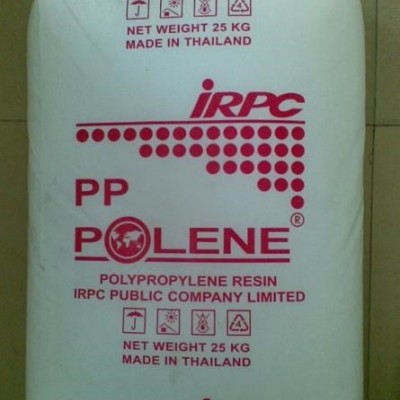 NET WEIGHT 25 KG
MADE IN THAILAND
iRPC
PP
POLENE®
POLYPROPYLENE RESIN
IRPC PUBLIC COMPANY LIMITED
NET WEIGHT 25 KG
MADE IN THAILAND